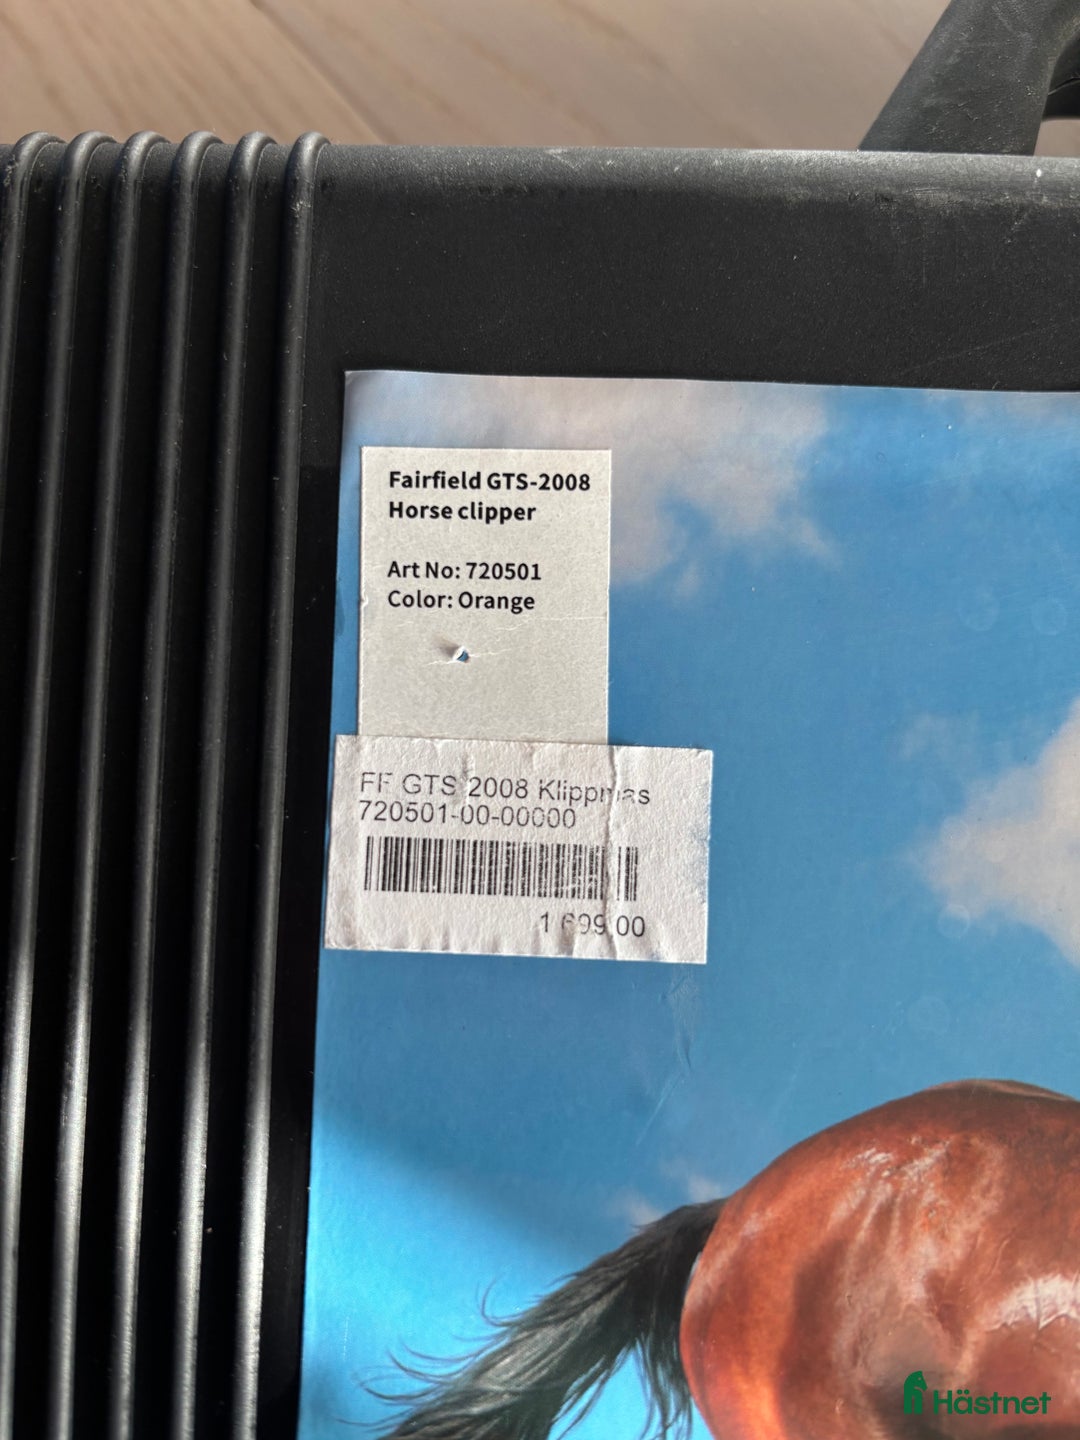 Fairfield GTS-2008
Horse clipper
Art No: 720501
Color: Orange
FF GTS 2008 Klippmas
720501-00-00000
1 699,00
Hästnet